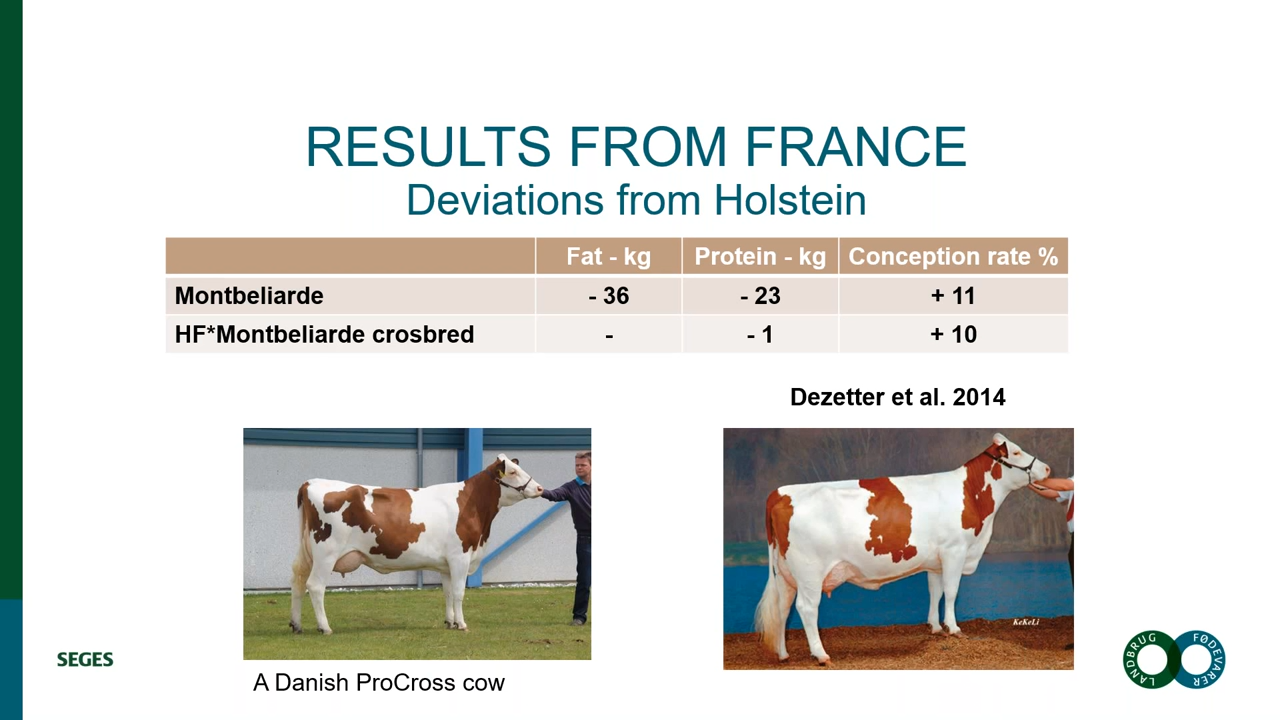 RESULTS FROM FRANCE
Deviations from Holstein
Fat - kg Protein - kg Conception rate %
Montbeliarde - 36 - 23 + 11
HF*Montbeliarde crosbred - - 1 + 10
Dezetter et al. 2014
KeKeLi
SEGES
A Danish ProCross cow
LANDBRUG FØDEVARER